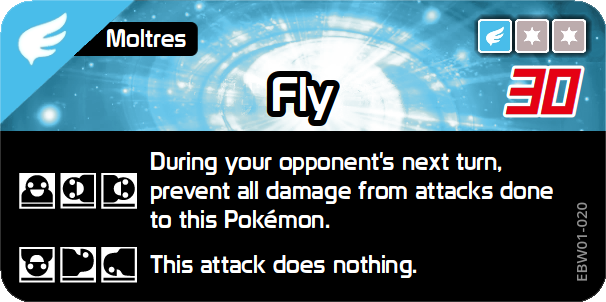 Moltres
Fly
30
During your opponent's next turn,
prevent all damage from attacks done
to this Pokémon.
This attack does nothing.
EBW01-020